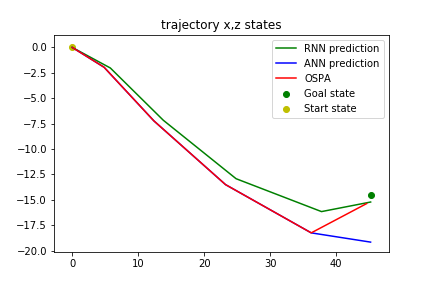 trajectory x,z states
RNN prediction
ANN prediction
OSPA
Goal state
Start state
0.0
−2.5
−5.0
−7.5
−10.0
−12.5
−15.0
−17.5
−20.0
0 10 20 30 40